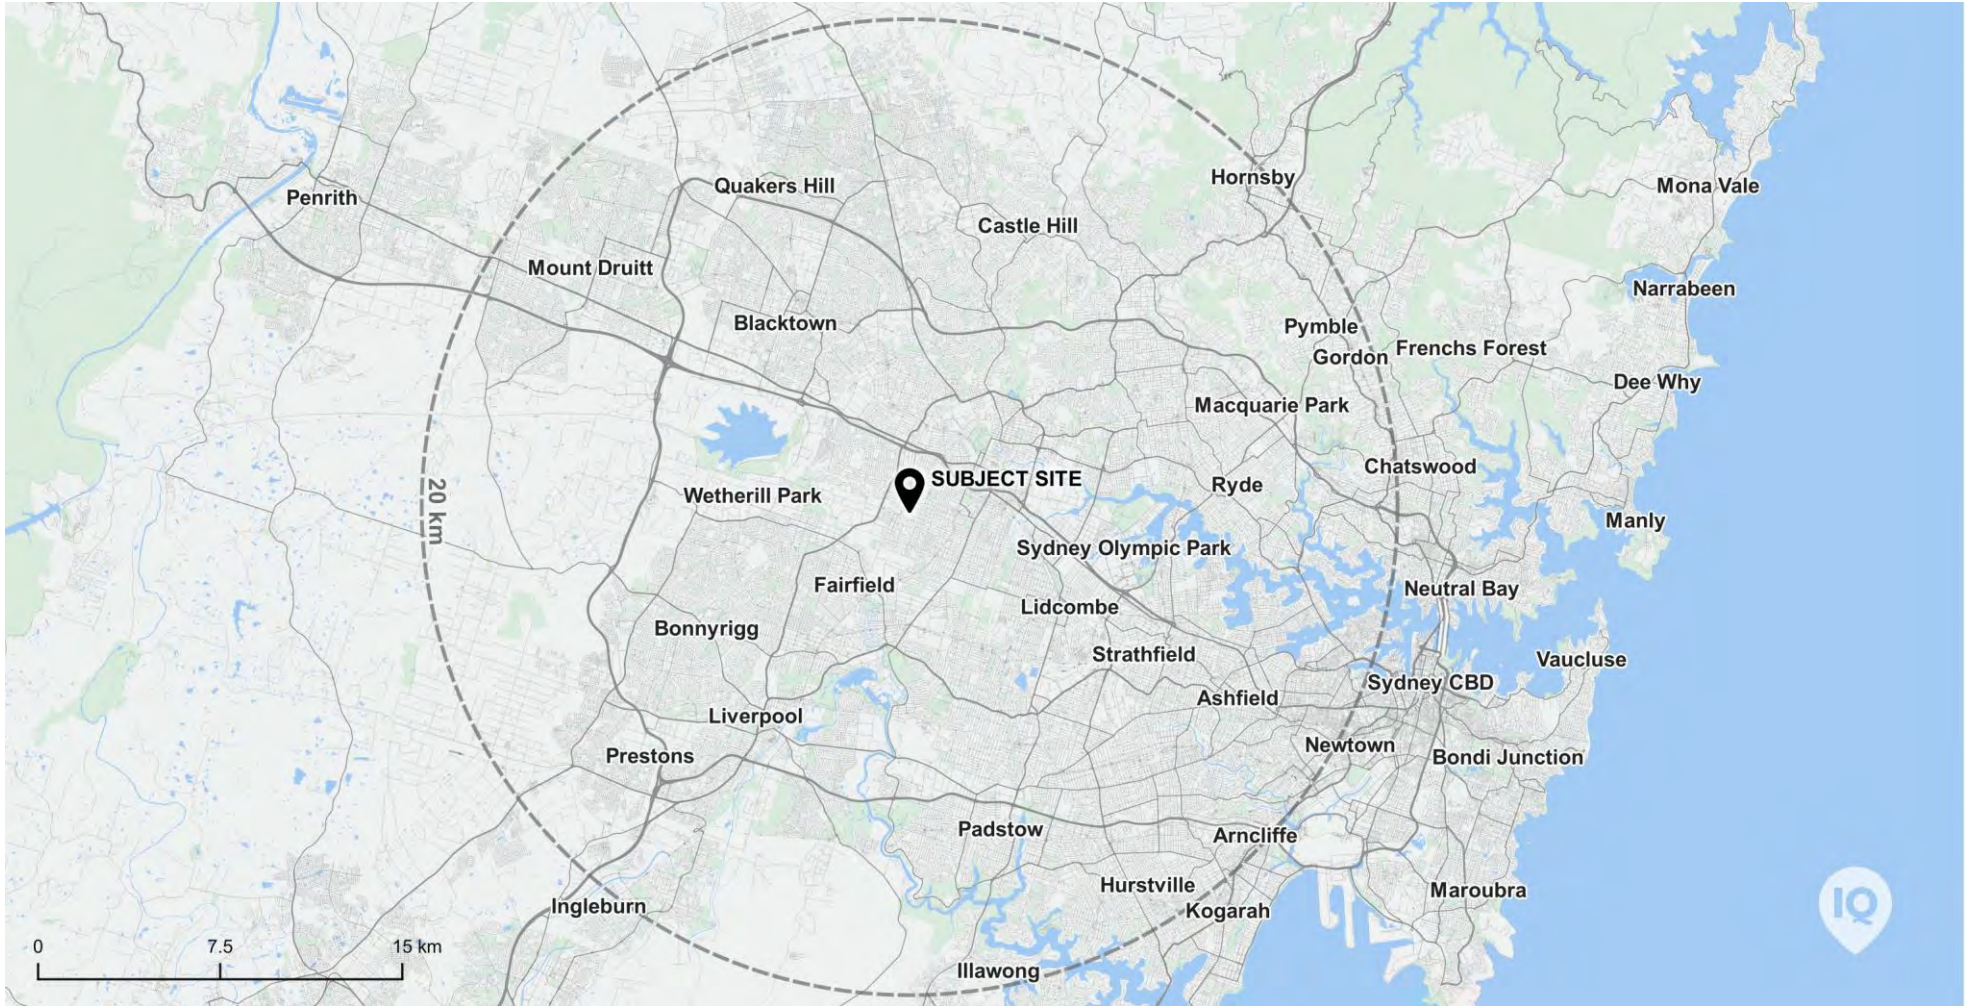 Penrith
Quakers Hill
Hornsby
Mona Vale
Castle Hill
Mount Druitt
Narrabeen
Blacktown
Pymble
Gordon
Frenchs Forest
Dee Why
Macquarie Park
Chatswood
SUBJECT SITE
Ryde
Wetherill Park
20 km
Manly
Sydney Olympic Park
Fairfield
Neutral Bay
Lidcombe
Bonnyrigg
Strathfield
Vaucluse
Sydney CBD
Ashfield
Liverpool
Newtown
Prestons
Bondi Junction
Padstow
Arncliffe
Hurstville
Maroubra
Ingleburn
Kogarah
IQ
0 7.5 15 km
Illawong